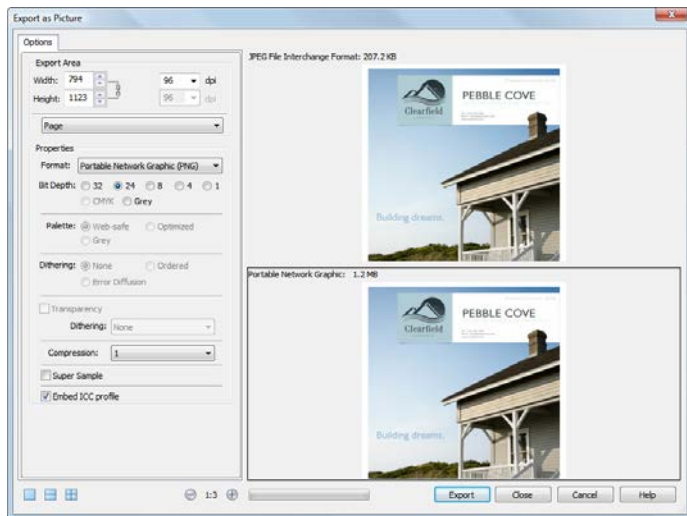 Export as Picture
Options
Export Area
Width: 794 96 dpi
Height: 1123 96 dpi
Page
Properties
Format: Portable Network Graphic (PNG)
Bit Depth: 32 24 8 4 1
CMYK Grey
Palette: Web-safe Optimized
Grey
Dithering: None Ordered
Error Diffusion
Transparency
Dithering: None
Compression: 1
Super Sample
Embed ICC profile
JPEG File Interchange Format: 207.2 KB
Clearfield
PEBBLE COVE
Building dreams.
Portable Network Graphic: 1.2 MB
Clearfield
PEBBLE COVE
Building dreams.
1:3
Export Close Cancel Help